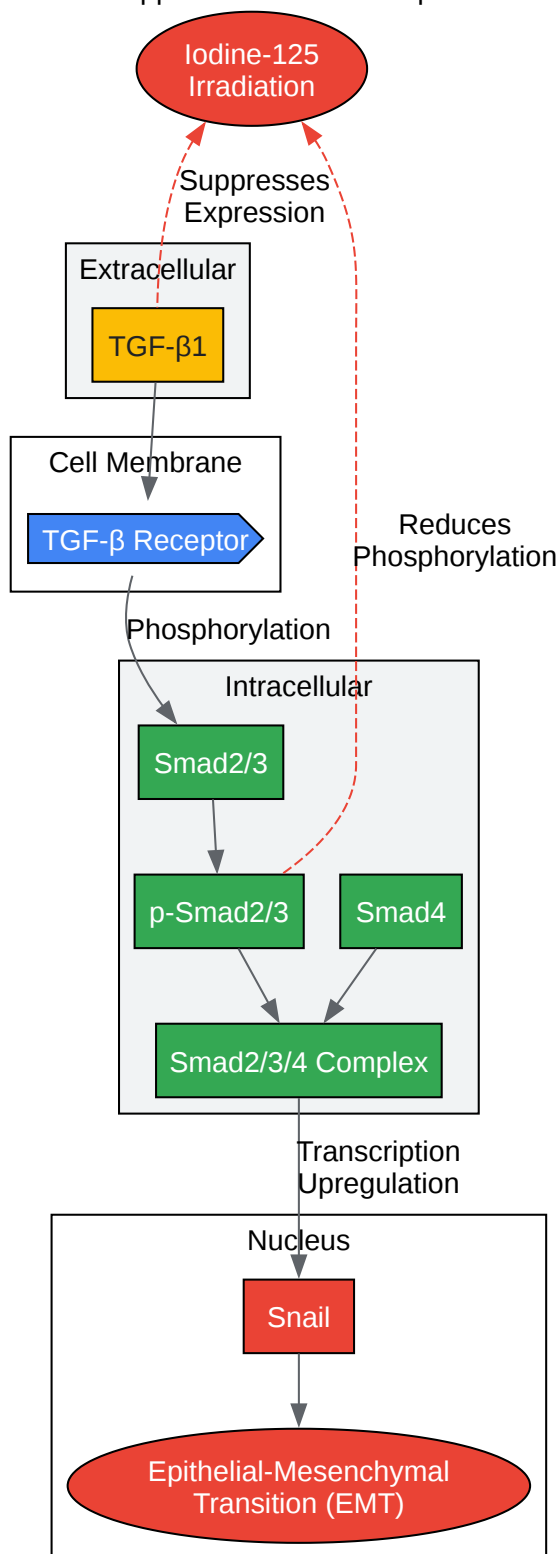 Iodine-125
Irradiation
Suppresses
Expression
Extracellular
TGF-β1
Cell Membrane
TGF-β Receptor
Reduces
Phosphorylation
Phosphorylation
Intracellular
Smad2/3
p-Smad2/3
Smad4
Smad2/3/4 Complex
Transcription
Upregulation
Nucleus
Snail
Epithelial-Mesenchymal
Transition (EMT)